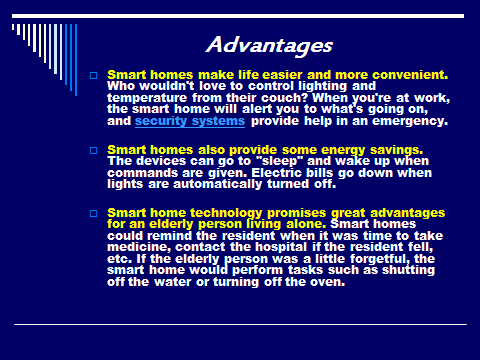 Advantages
Smart homes make life easier and more convenient.
Who wouldn't love to control lighting and
temperature from their couch? When you're at work,
the smart home will alert you to what's going on,
and security systems provide help in an emergency.
Smart homes also provide some energy savings.
The devices can go to "sleep" and wake up when
commands are given. Electric bills go down when
lights are automatically turned off.
Smart home technology promises great advantages
for an elderly person living alone. Smart homes
could remind the resident when it was time to take
medicine, contact the hospital if the resident fell,
etc. If the elderly person was a little forgetful, the
smart home would perform tasks such as shutting
off the water or turning off the oven.